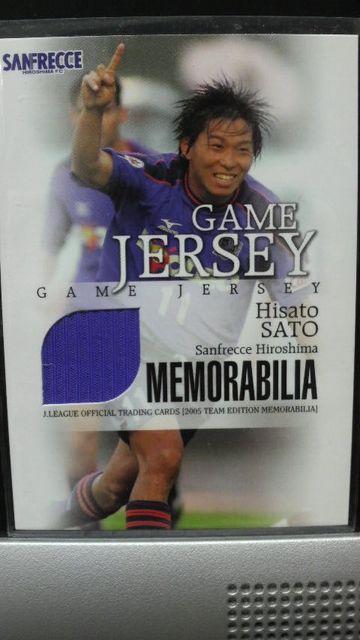 SANFRECCE
HIROSHIMA F.C
GAME
JERSEY
GAME JERSEY
Hisato
SATO
Sanfrecce Hiroshima
MEMORABILIA
J.LEAGUE OFFICIAL TRADING CARDS [2005 TEAM EDITION MEMORABILIA]
11